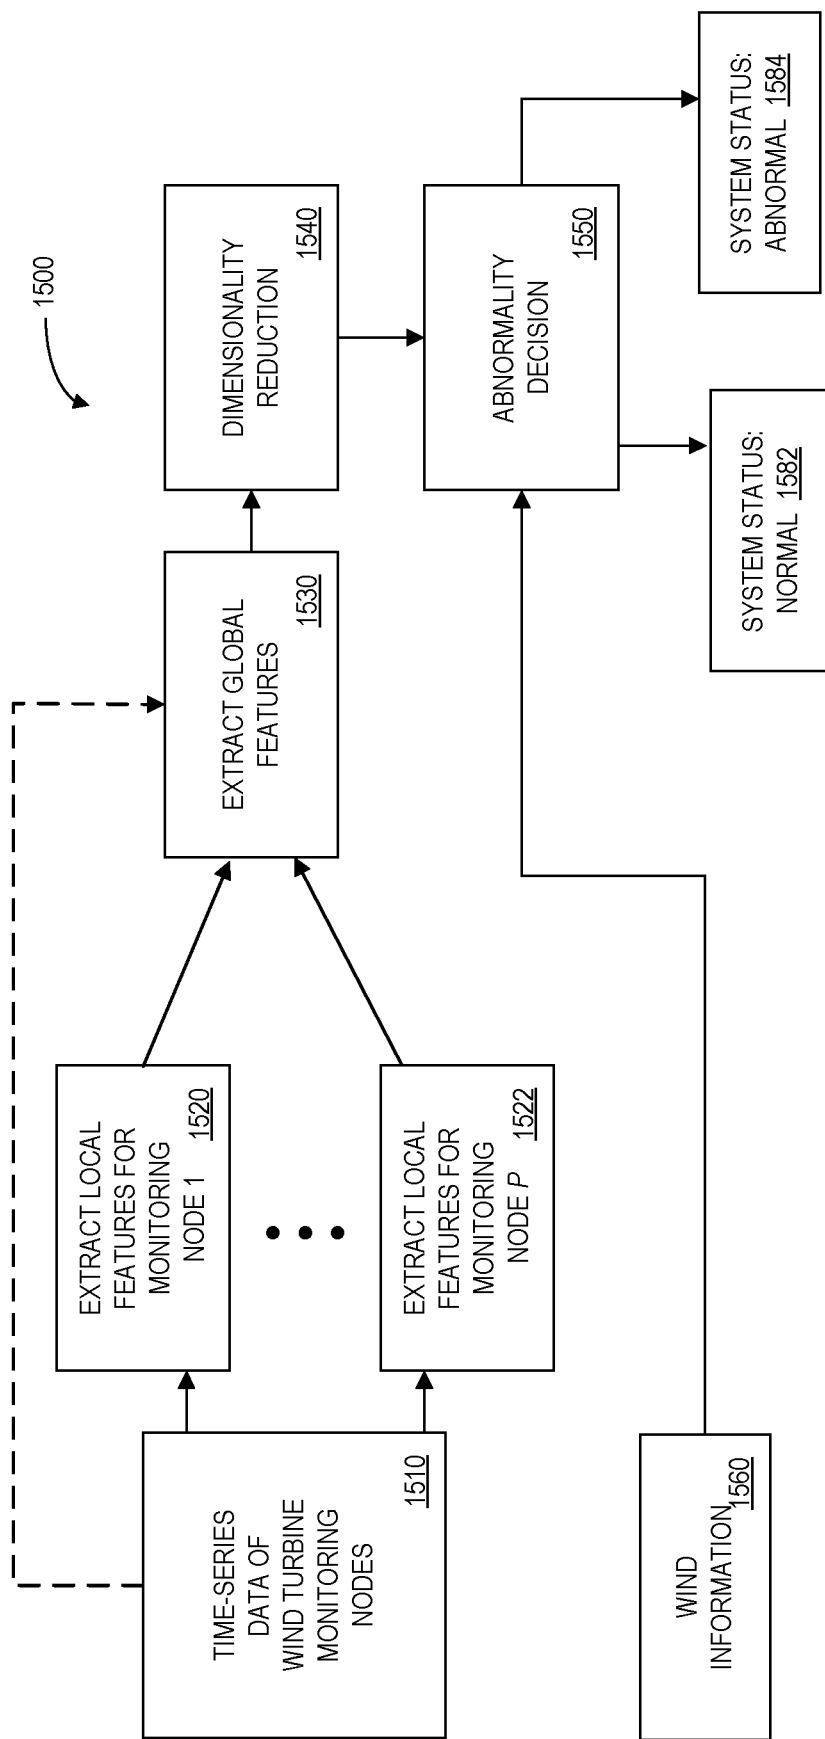 1500
TIME-SERIES
DATA OF
WIND TURBINE
MONITORING
NODES
1510
EXTRACT LOCAL
FEATURES FOR
MONITORING
NODE 1
1520
EXTRACT LOCAL
FEATURES FOR
MONITORING
NODE P
1522
EXTRACT GLOBAL
FEATURES
1530
DIMENSIONALITY
REDUCTION
1540
ABNORMALITY
DECISION
1550
WIND
INFORMATION
1560
SYSTEM STATUS:
NORMAL 1582
SYSTEM STATUS:
ABNORMAL 1584